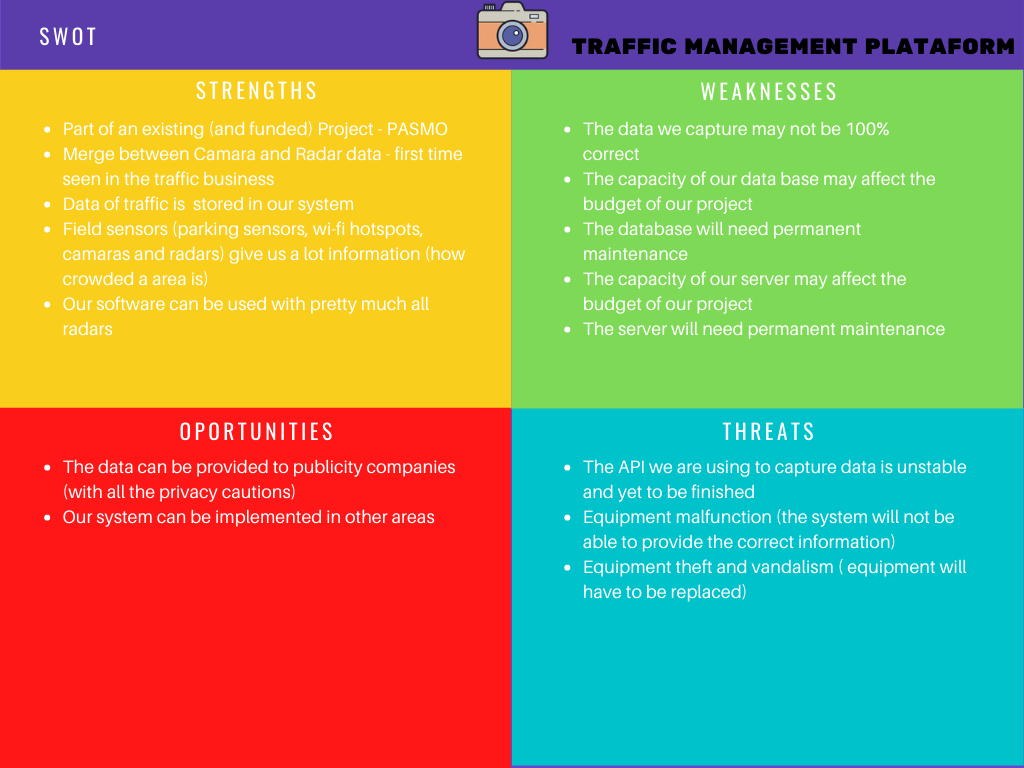 SWOT
TRAFFIC MANAGEMENT PLATAFORM
STRENGTHS
• Part of an existing (and funded) Project - PASMO
• Merge between Camara and Radar data - first time
seen in the traffic business
• Data of traffic is  stored in our system
• Field sensors (parking sensors, wi-fi hotspots,
camaras and radars) give us a lot information (how
crowded a area is)
• Our software can be used with pretty much all
radars
WEAKNESSES
• The data we capture may not be 100%
correct
• The capacity of our data base may affect the
budget of our project
• The database will need permanent
maintenance
• The capacity of our server may affect the
budget of our project
• The server will need permanent maintenance
OPORTUNITIES
• The data can be provided to publicity companies
(with all the privacy cautions)
• Our system can be implemented in other areas
THREATS
• The API we are using to capture data is unstable
and yet to be finished
• Equipment malfunction (the system will not be
able to provide the correct information)
• Equipment theft and vandalism ( equipment will
have to be replaced)